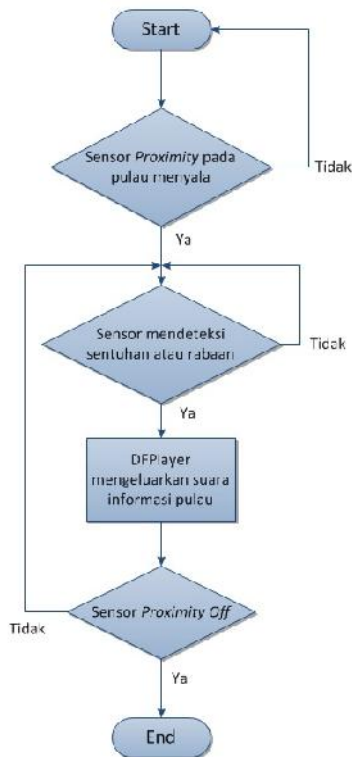 Start
Sensor Proximity pada
pulau menyala
Tidak
Ya
Sensor mendeteksi
sentuhan atau rabaan
Tidak
Ya
DFPlayer
mengeluarkan suara
informasi pulau
Sensor Proximity Off
Tidak
Ya
End